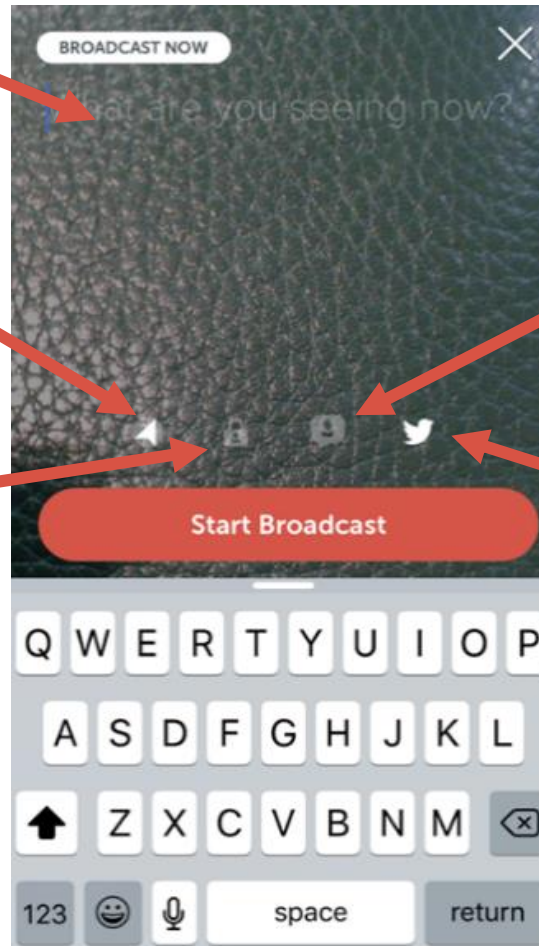 BROADCAST NOW
What are you seeing now?
Start Broadcast
Q W E R T Y U I O P
A S D F G H J K L
Z X C V B N M
123 space return